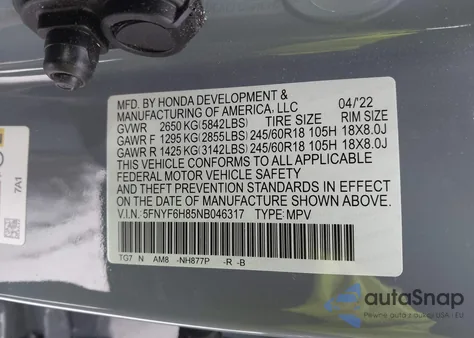 MFD. BY HONDA DEVELOPMENT &
MANUFACTURING OF AMERICA, LLC 04/'22
GVWR 2650 KG(5842LBS) TIRE SIZE RIM SIZE
GAWR F 1295 KG(2855LBS) 245/60R18 105H 18X8.0J
GAWR R 1425 KG(3142LBS) 245/60R18 105H 18X8.0J
THIS VEHICLE CONFORMS TO ALL APPLICABLE
FEDERAL MOTOR VEHICLE SAFETY
AND THEFT PREVENTION STANDARDS IN EFFECT
ON THE DATE OF MANUFACTURE SHOWN ABOVE.
V.I.N. 5FNYF6H85NB046317 TYPE: MPV
TG7 N AM8 -NH877P -R -B
7A1
autoSnap